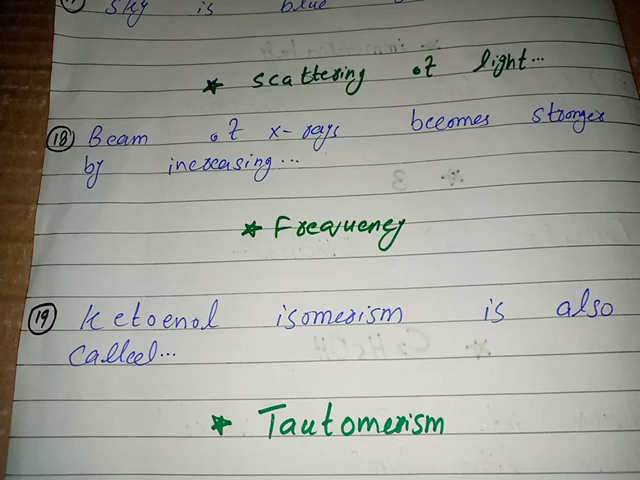 Sky is blue
* Scattering of light...
18 Beam of x-rays becomes stronger
by increasing...
* Frequency
19 Ketoenol isomerism is also
Called...
* Tautomerism